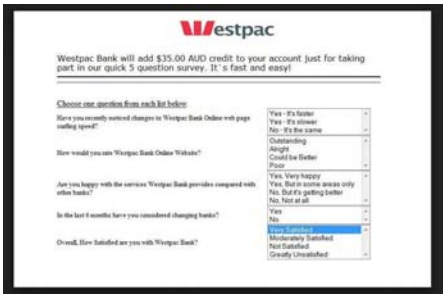 Westpac
Westpac Bank will add $35.00 AUD credit to your account just for taking
part in our quick 5 question survey. It`s fast and easy!
Choose one question from each list below.
Have you recently noticed changes to Westpac Bank Online web page
surfing speed?
Yes - It's faster
Yes - It's slower
No - It's the same
How would you rate Westpac Bank Online Website?
Outstanding
Alright
Could be Better
Poor
Are you happy with the services Westpac Bank provides compared with
other banks?
Yes, Very happy
Yes, But in some areas only
No, But it's getting better
No, Not at all
In the last 6 months have you considered changing banks?
Yes
No
Overall, How Satisfied are you with Westpac Bank?
Very Satisfied
Moderately Satisfied
Not Satisfied
Greatly Unsatisfied